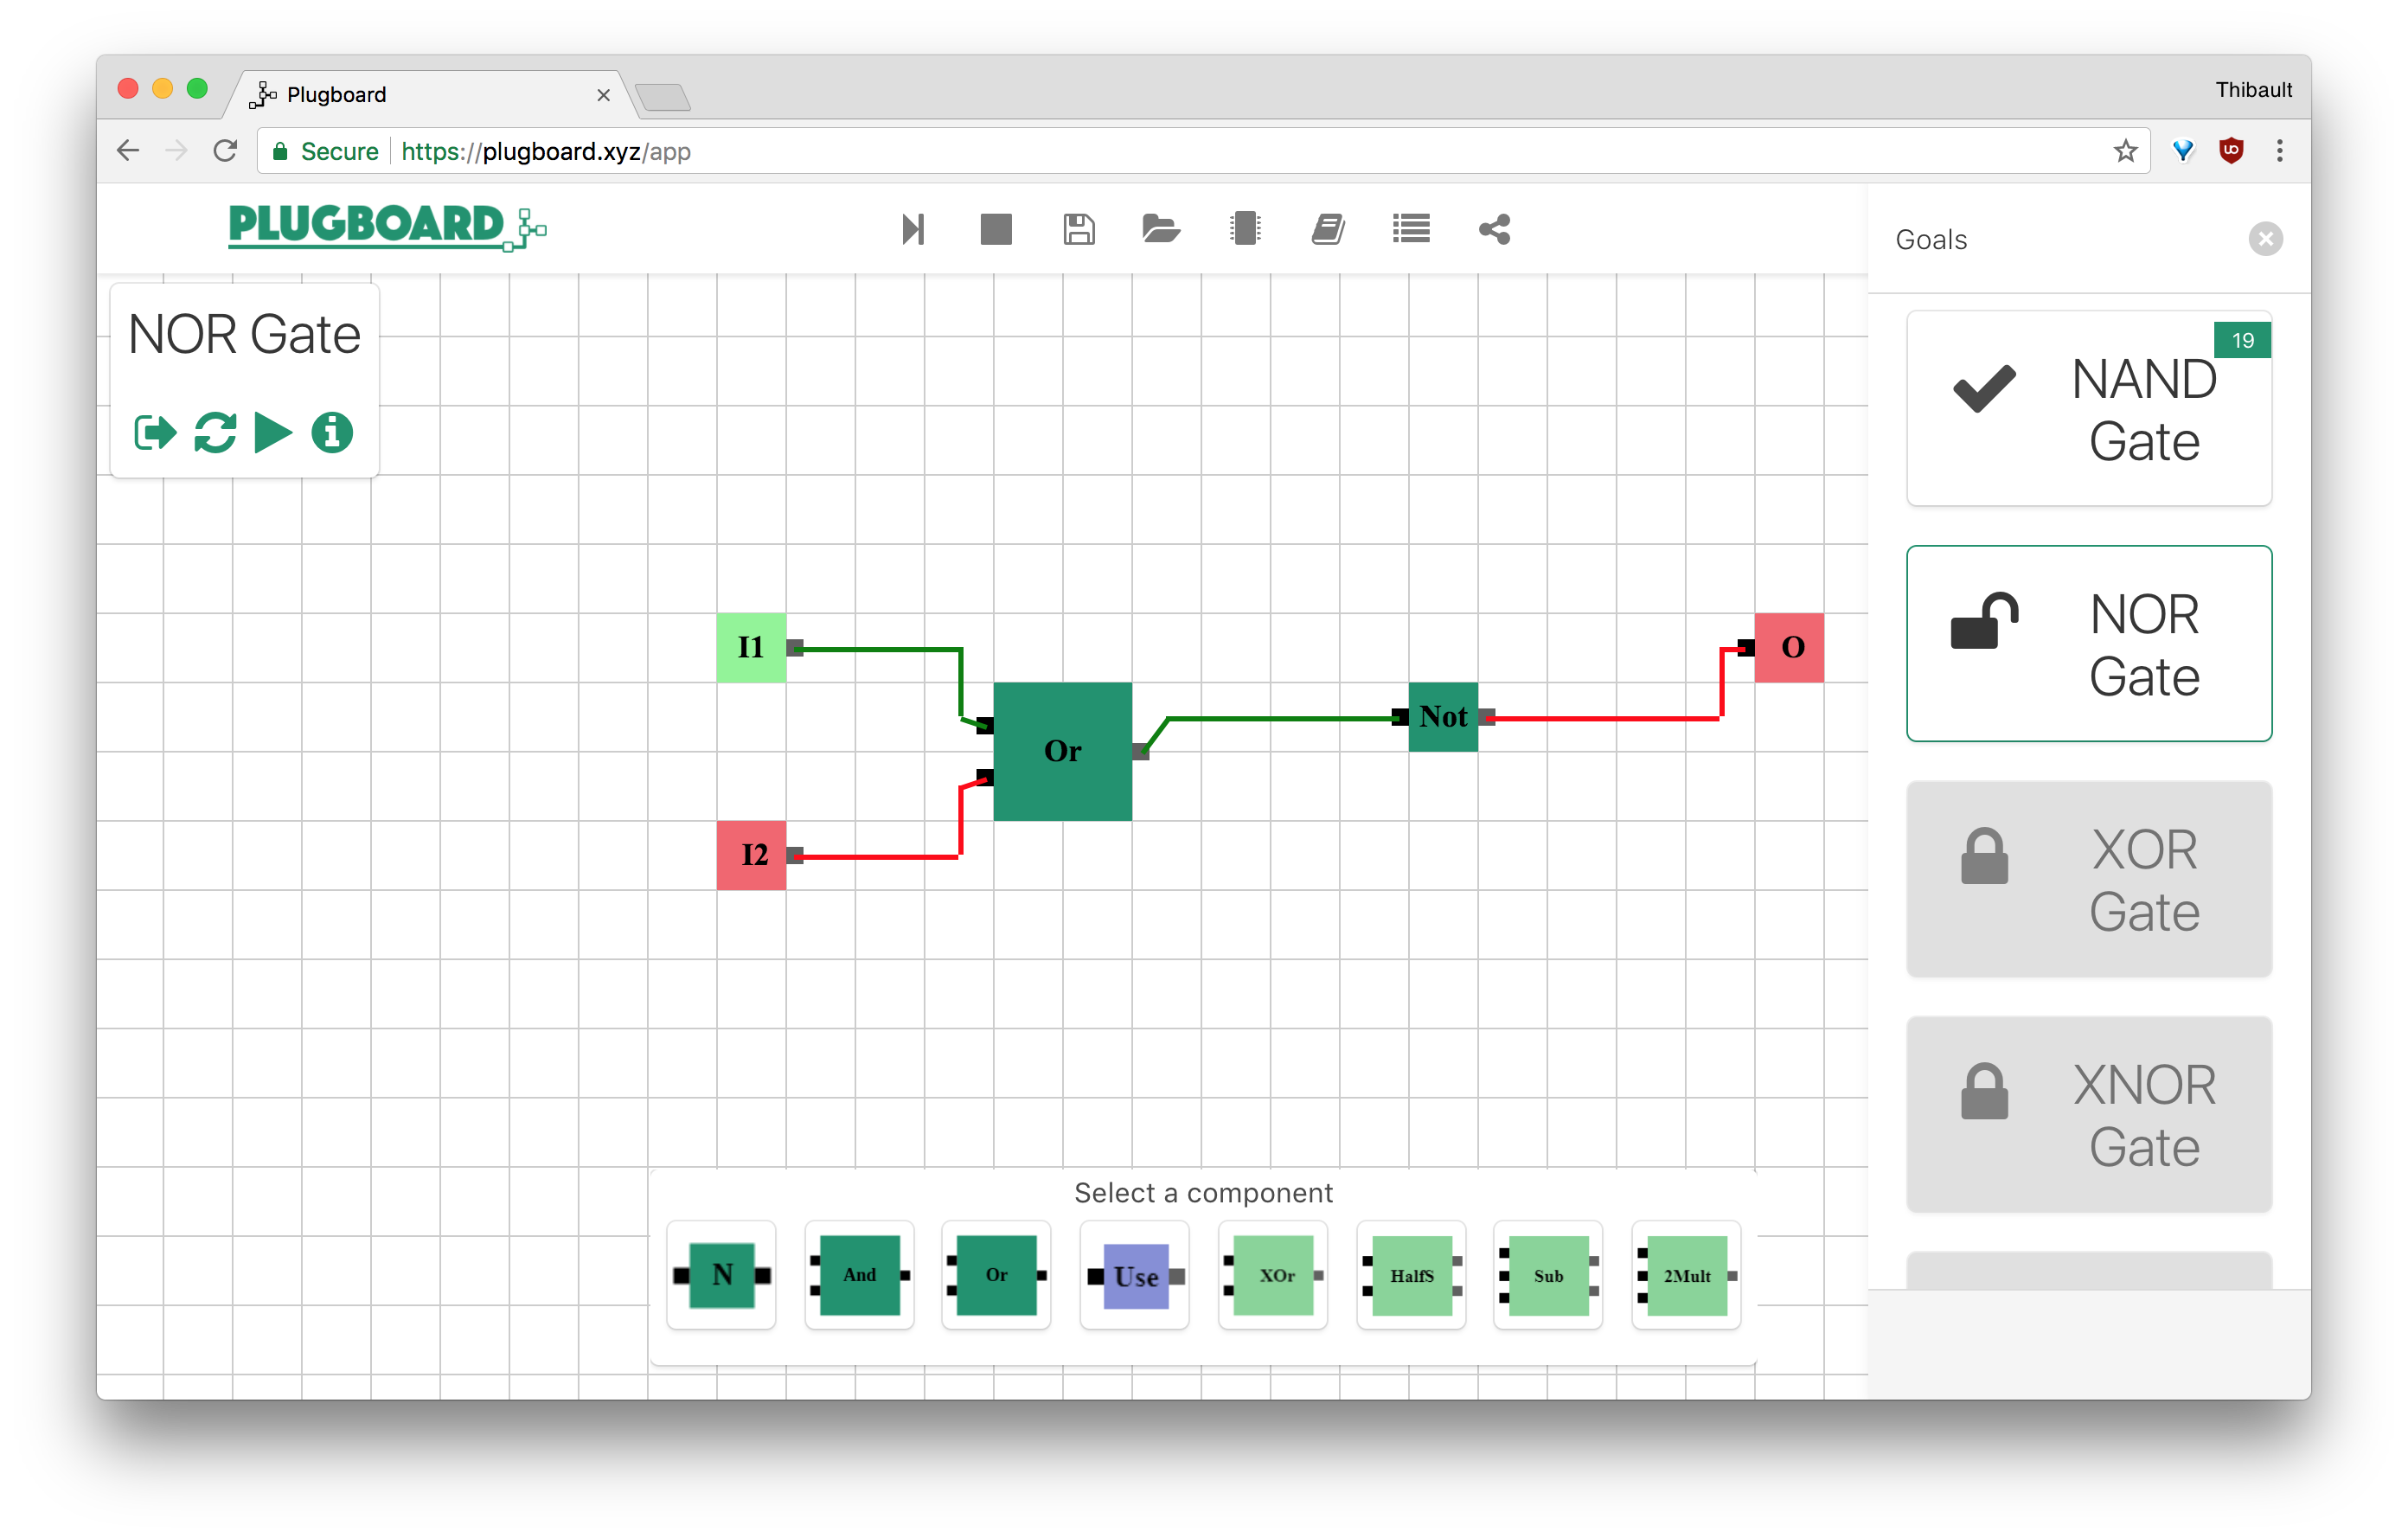 Plugboard
Thibault
Secure https://plugboard.xyz/app
PLUGBOARD
Goals
NOR Gate
19
NAND
Gate
NOR
Gate
XOR
Gate
XNOR
Gate
I1
I2
Or
Not
O
Select a component
N
And
Or
Use
XOr
HalfS
Sub
2Mult